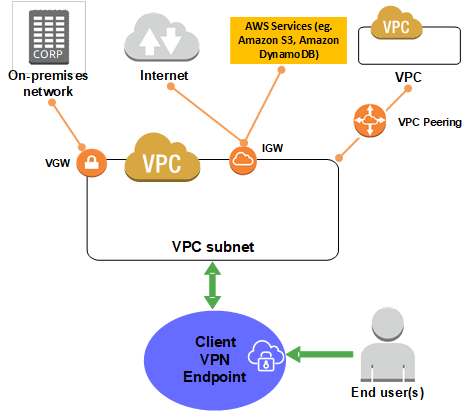 CORP
On-premises
network
Internet
AWS Services (eg.
Amazon S3, Amazon
DynamoDB)
VPC
VPC
VPC Peering
VGW
VPC
IGW
VPC subnet
Client
VPN
Endpoint
End user(s)